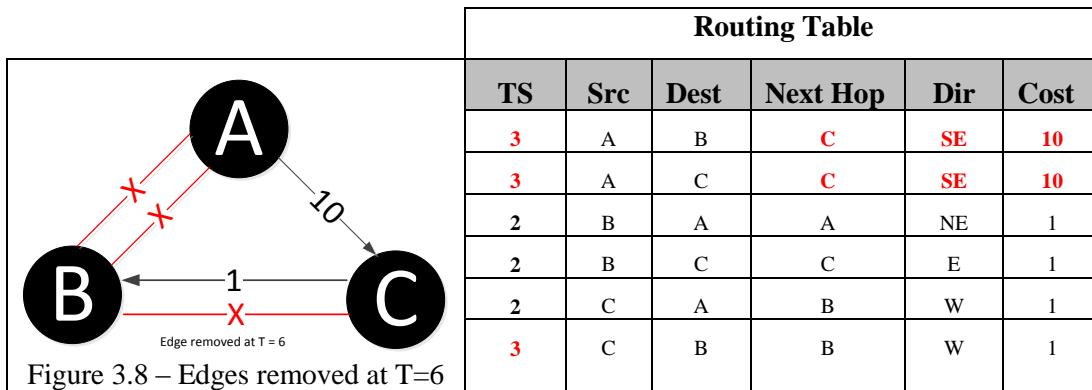 Routing Table
TS Src Dest Next Hop Dir Cost
3 A B C SE 10
3 A C C SE 10
2 B A A NE 1
2 B C C E 1
2 C A B W 1
3 C B B W 1
A
X
X
10
B
1
C
X
Edge removed at T = 6
Figure 3.8 – Edges removed at T=6